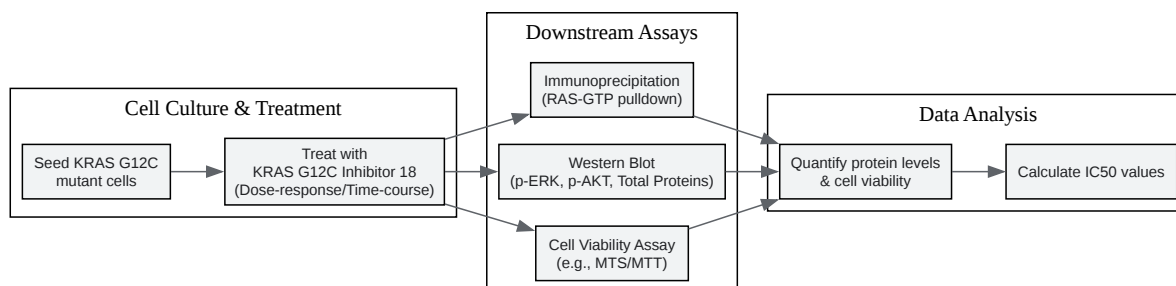 Cell Culture & Treatment
Seed KRAS G12C
mutant cells
Treat with
KRAS G12C Inhibitor 18
(Dose-response/Time-course)
Downstream Assays
Immunoprecipitation
(RAS-GTP pulldown)
Western Blot
(p-ERK, p-AKT, Total Proteins)
Cell Viability Assay
(e.g., MTS/MTT)
Data Analysis
Quantify protein levels
& cell viability
Calculate IC50 values